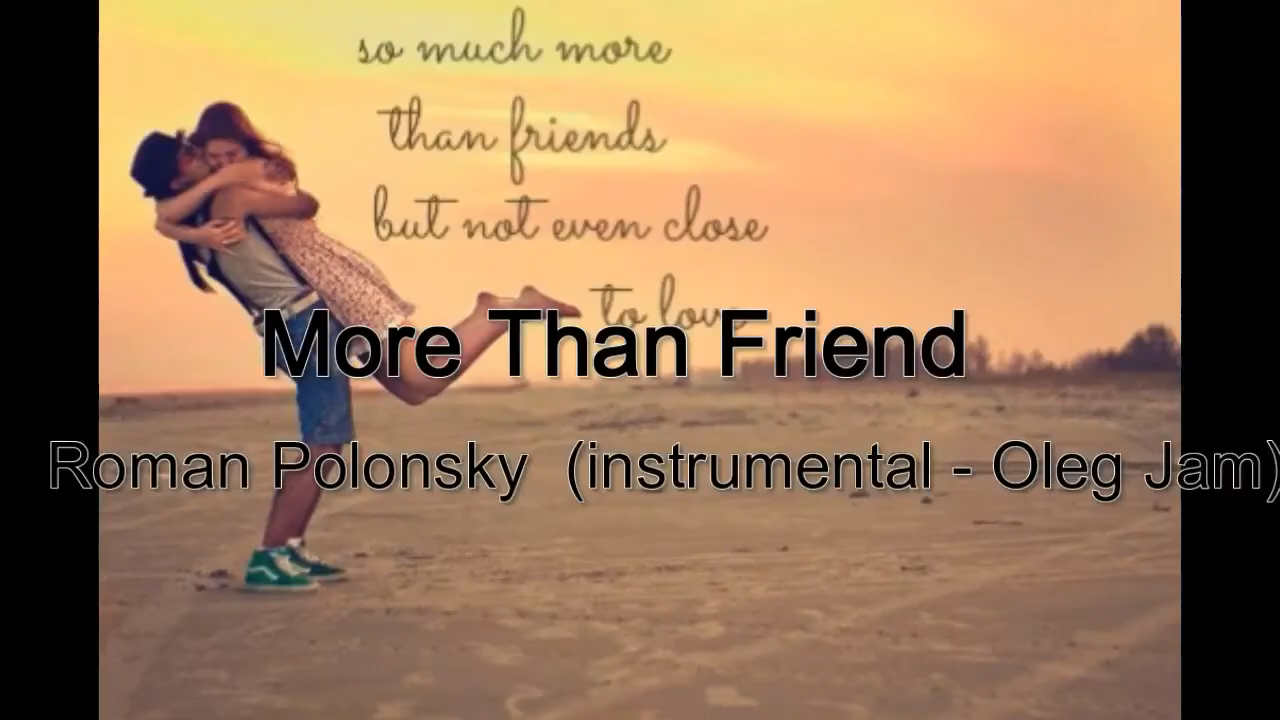 so much more
than friends
but not even close
to love
More Than Friend
Roman Polonsky (instrumental - Oleg Jam)